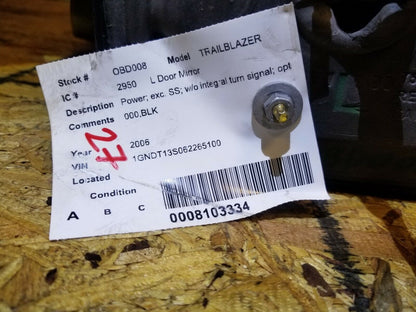 Stock # OBD008 Model TRAILBLAZER
IC # 2950 L Door Mirror
Description Power; exc. SS; w/o integral turn signal; opt
Comments 000,BLK
27
Year 2006
VIN 1GNDT13S062265100
Located
Condition
A B C 0008103334